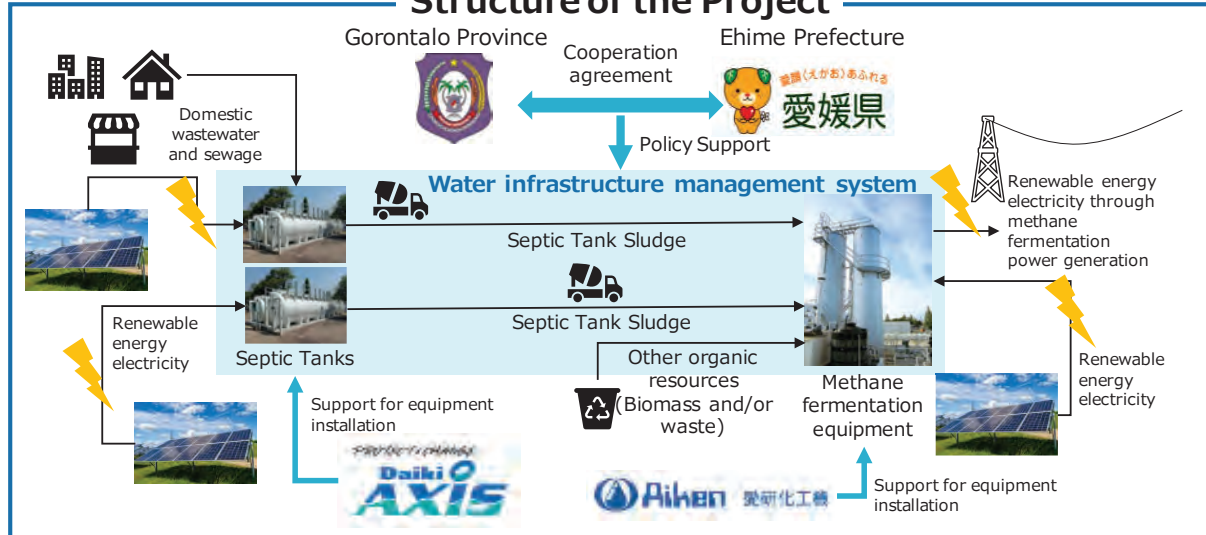 Structure of the Project
Gorontalo Province
Cooperation
agreement
Ehime Prefecture
愛顔(えがお)あふれる
愛媛県
Domestic
wastewater
and sewage
Policy Support
Water infrastructure management system
Septic Tank Sludge
Renewable energy
electricity through
methane
fermentation
power generation
Septic Tank Sludge
Renewable
energy
electricity
Septic Tanks
Other organic
resources
(Biomass and/or
waste)
Methane
fermentation
equipment
Renewable
energy
electricity
Support for equipment
installation
PROTECT×CHANGE
Daiki
AXIS
Aiken 愛研化工機
Support for equipment
installation